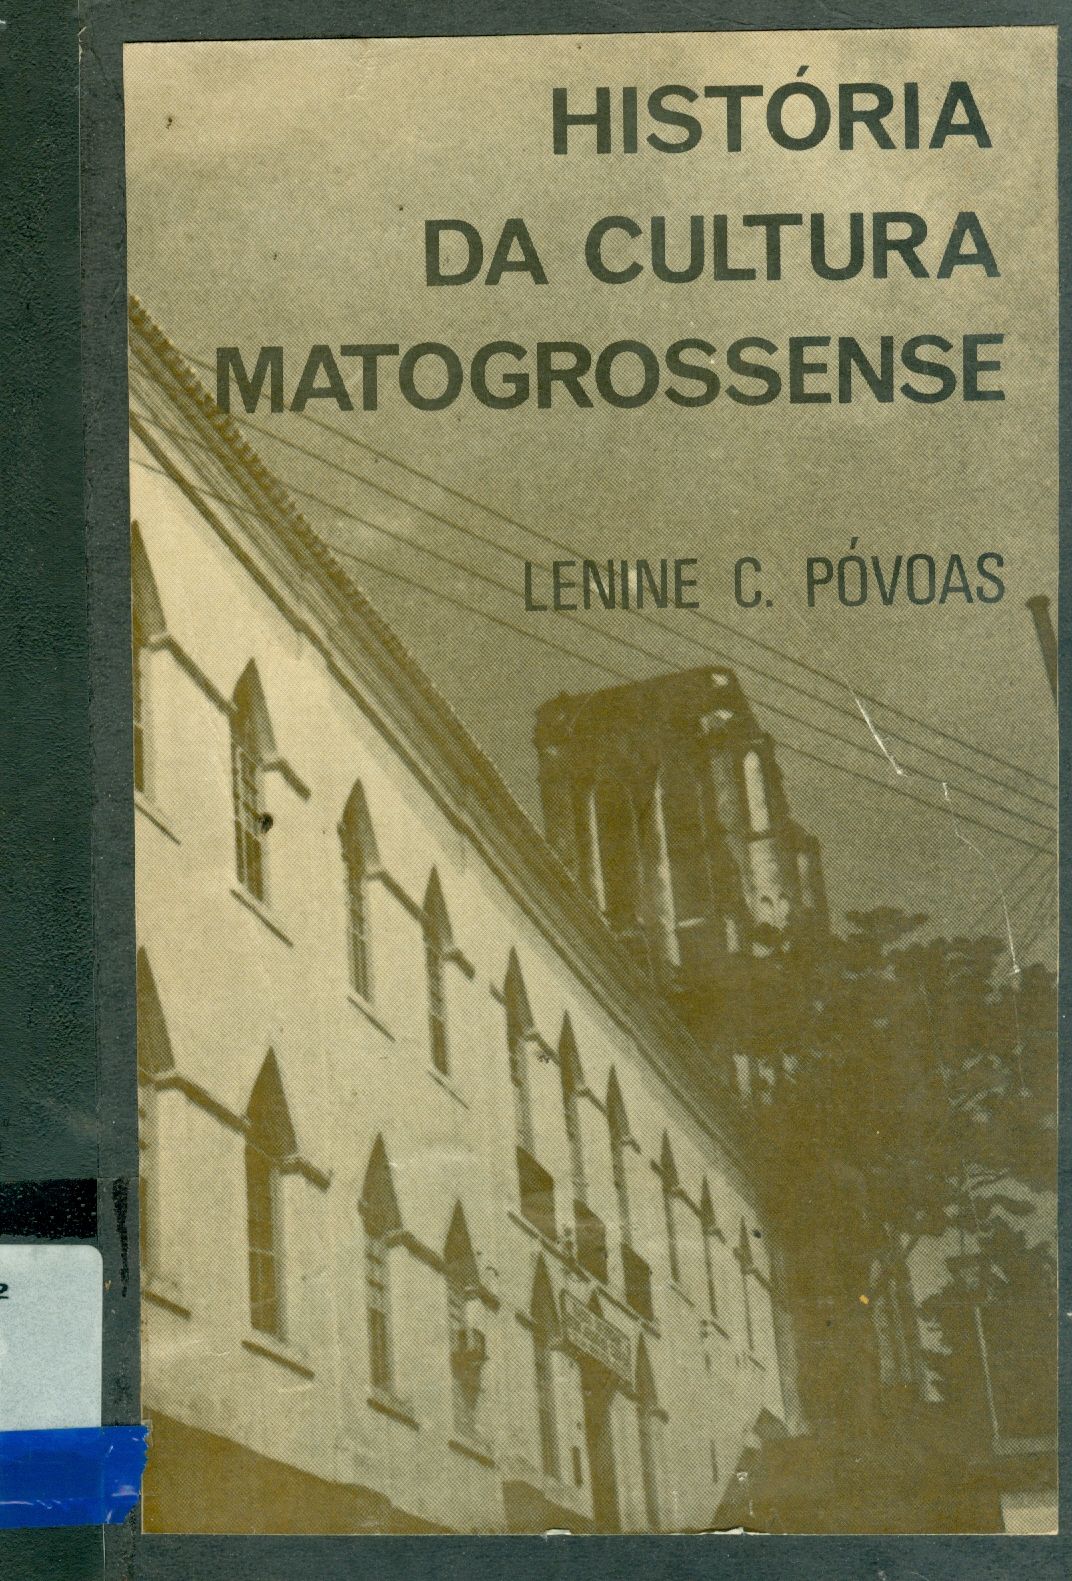 HISTÓRIA
DA CULTURA
MATOGROSSENSE
LENINE C. PÓVOAS